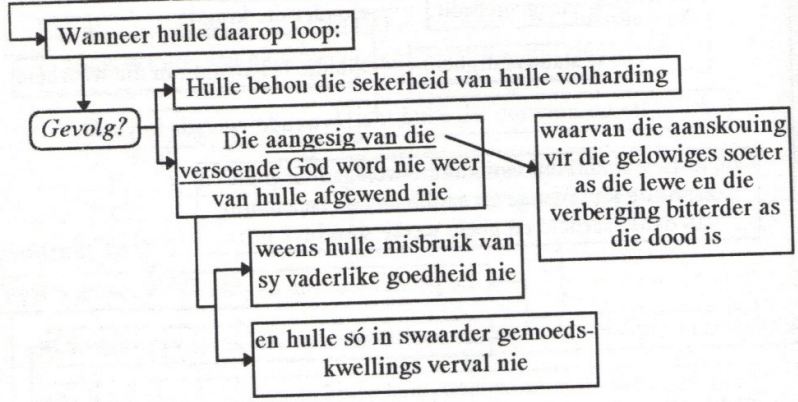 Wanneer hulle daarop loop:
Hulle behou die sekerheid van hulle volharding
Gevolg?
Die aangesig van die
versoende God word nie weer
van hulle afgewend nie
waarvan die aanskouing
vir die gelowiges soeter
as die lewe en die
verberging bitterder as
die dood is
weens hulle misbruik van
sy vaderlike goedheid nie
en hulle só in swaarder gemoeds-
kwellings verval nie